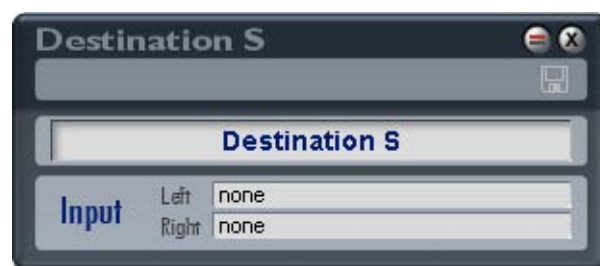 Destination S
Destination S
Input
Left none
Right none